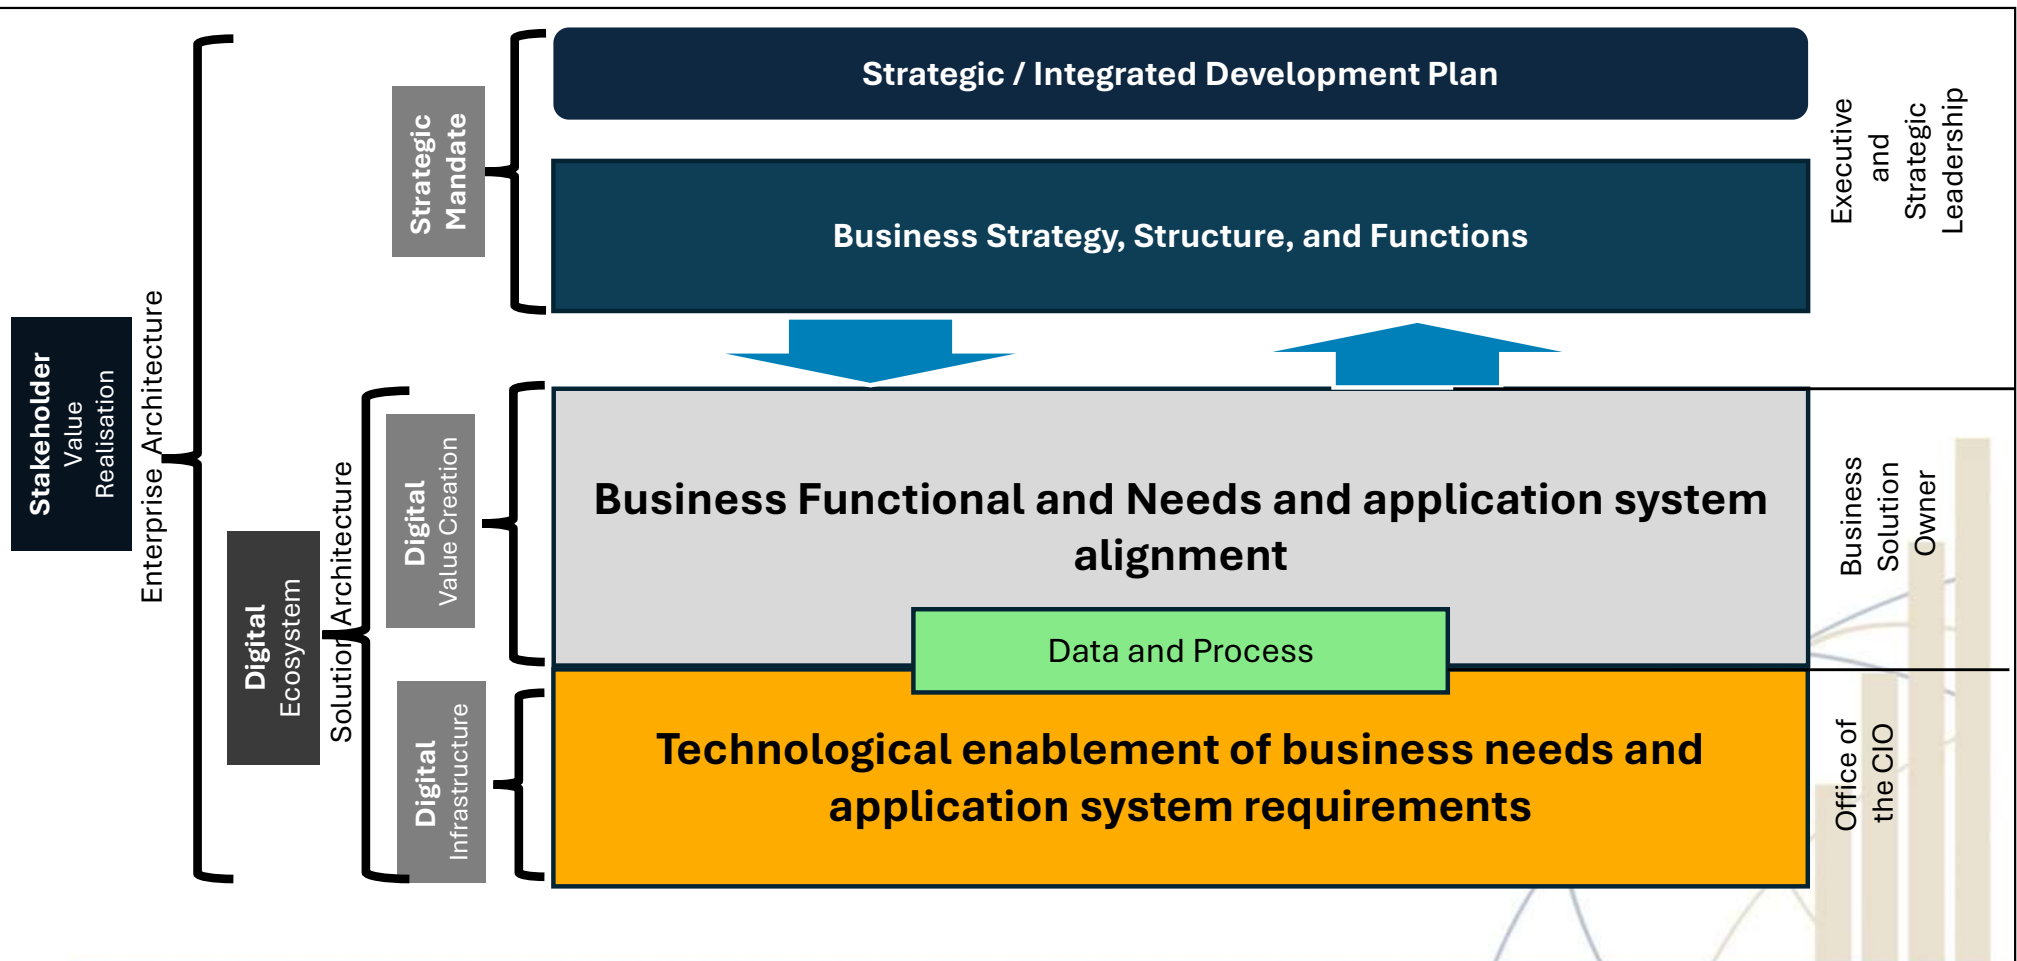 Strategic / Integrated Development Plan
Strategic
Mandate
Business Strategy, Structure, and Functions
Executive
and
Strategic
Leadership
Stakeholder
Value
Realisation
Enterprise Architecture
Digital
Ecosystem
Solution Architecture
Digital
Value Creation
Business Functional and Needs and application system
alignment
Business
Solution
Owner
Data and Process
Digital
Infrastructure
Technological enablement of business needs and
application system requirements
Office of
the CIO